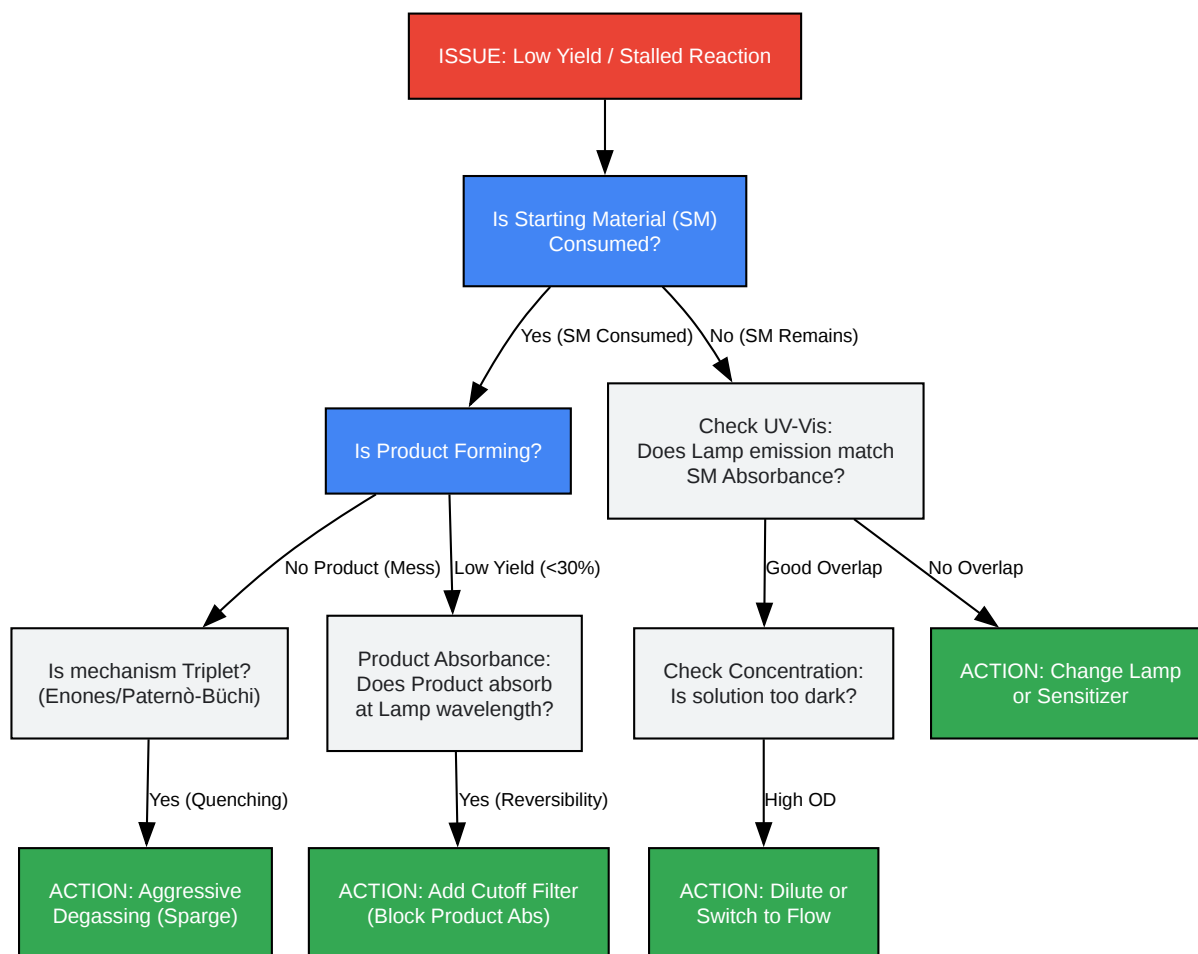 ISSUE: Low Yield / Stalled Reaction
Is Starting Material (SM)
Consumed?
Yes (SM Consumed)
No (SM Remains)
Is Product Forming?
Check UV-Vis:
Does Lamp emission match
SM Absorbance?
No Product (Mess)
Low Yield (<30%)
Good Overlap
No Overlap
Is mechanism Triplet?
(Enones/Paternò-Büchi)
Product Absorbance:
Does Product absorb
at Lamp wavelength?
Check Concentration:
Is solution too dark?
ACTION: Change Lamp
or Sensitizer
Yes (Quenching)
Yes (Reversibility)
High OD
ACTION: Aggressive
Degassing (Sparge)
ACTION: Add Cutoff Filter
(Block Product Abs)
ACTION: Dilute or
Switch to Flow